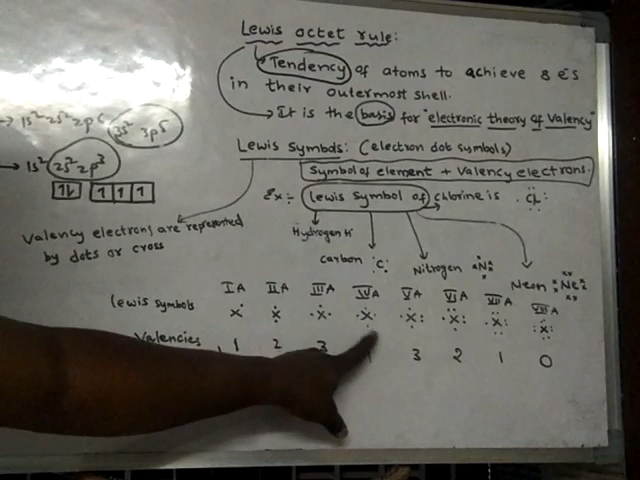 Lewis octet rule:
Tendency of atoms to achieve 8 es
in their outermost shell.
→ It is the basis for "electronic theory of valency"
→ 1s² 2s² 2p⁶ 3s² 3p⁵
→ 1s² 2s² 2p³
Lewis symbols: (electron dot symbols)
Symbol of element + Valency electrons.
Ex:- Lewis symbol of chlorine is Cl
Valency electrons are represented
by dots or cross
Hydrogen H
Carbon C
Nitrogen N
Neon Ne
IA IIA IIIA IVA VA VIA VIIA VIIIA
Lewis symbols X X X X X X X X
Valencies 1 2 3 3 2 1 0